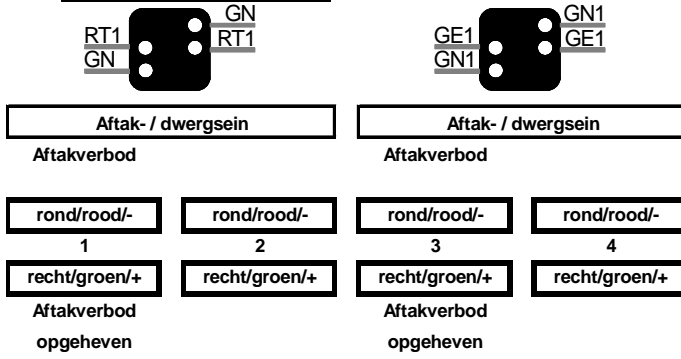 GN GN1
RT1 RT1 GE1 GE1
GN GN1
Aftak- / dwergsein Aftak- / dwergsein
Aftakverbod Aftakverbod
rond/rood/- rond/rood/- rond/rood/- rond/rood/-
1 2 3 4
recht/groen/+ recht/groen/+ recht/groen/+ recht/groen/+
Aftakverbod Aftakverbod
opgeheven opgeheven